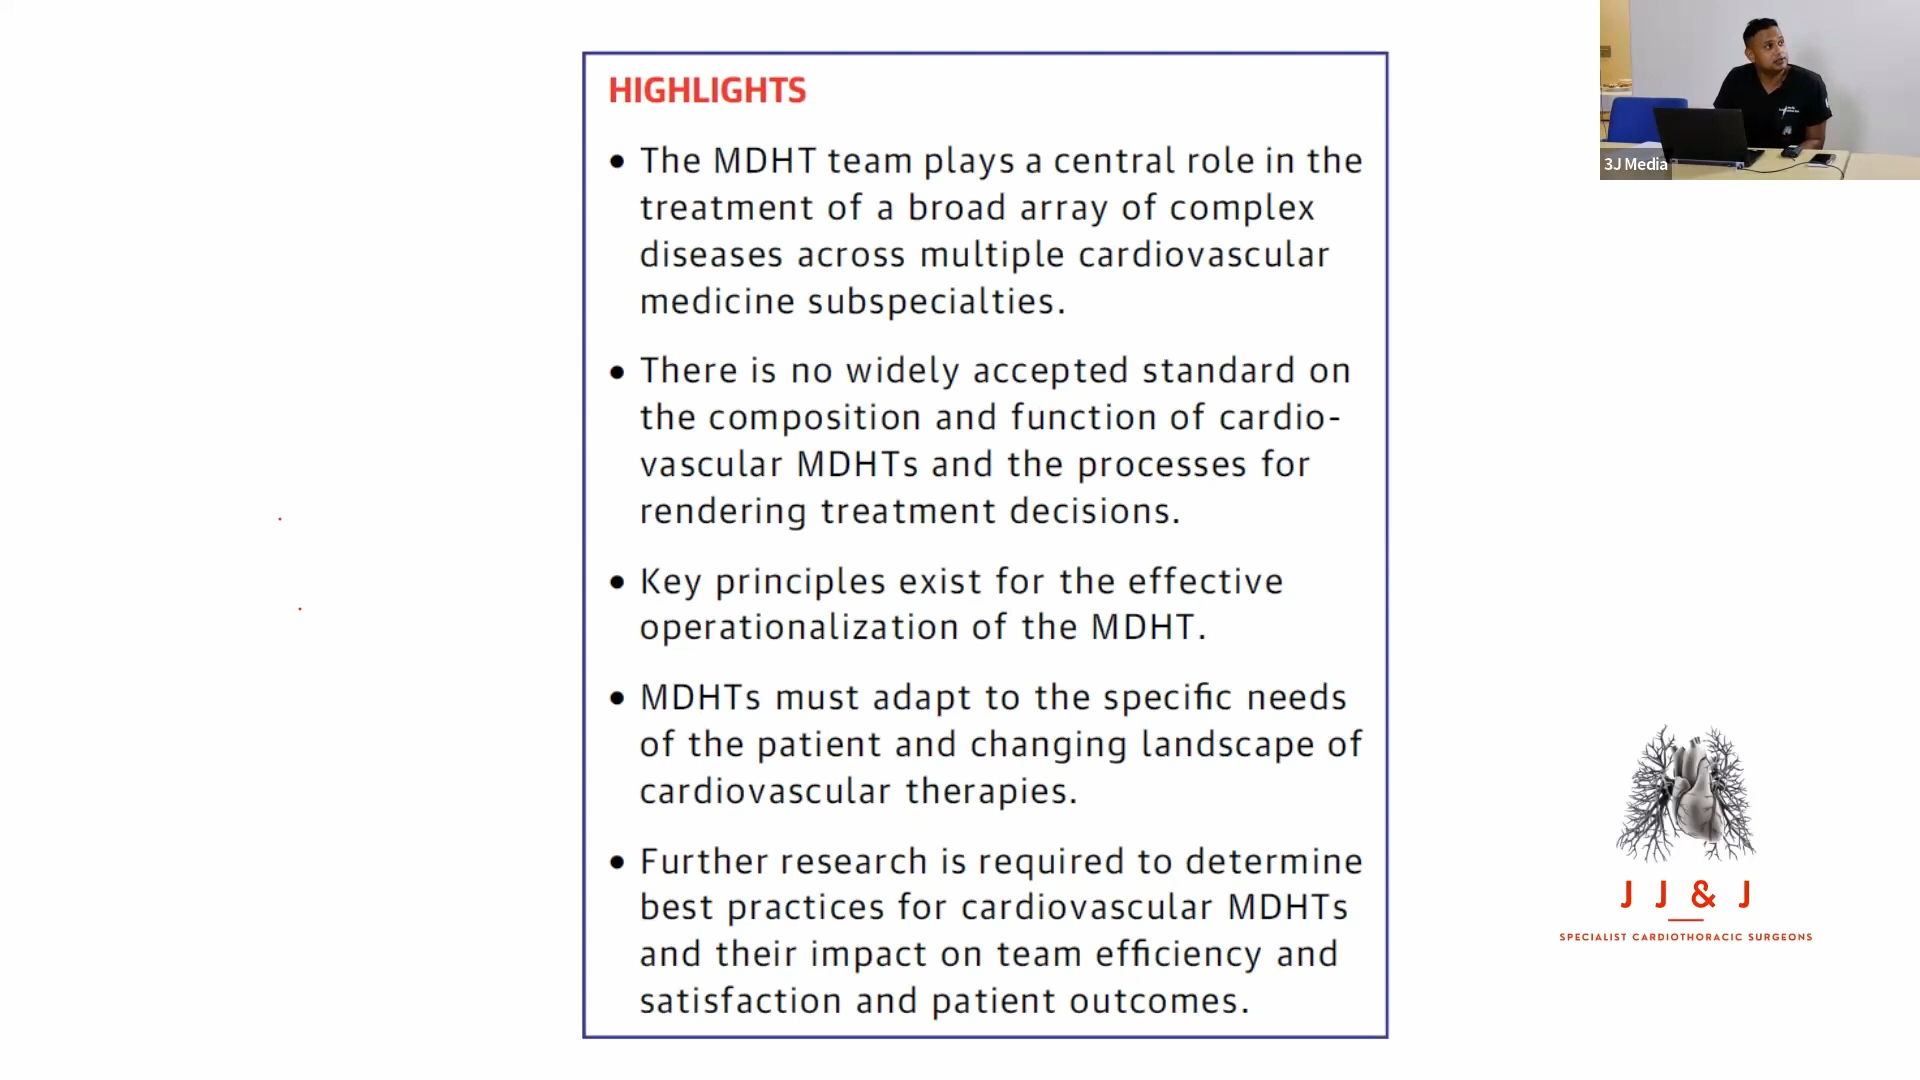 HIGHLIGHTS
• The MDHT team plays a central role in the
treatment of a broad array of complex
diseases across multiple cardiovascular
medicine subspecialties.
• There is no widely accepted standard on
the composition and function of cardio-
vascular MDHTs and the processes for
rendering treatment decisions.
• Key principles exist for the effective
operationalization of the MDHT.
• MDHTs must adapt to the specific needs
of the patient and changing landscape of
cardiovascular therapies.
• Further research is required to determine
best practices for cardiovascular MDHTs
and their impact on team efficiency and
satisfaction and patient outcomes.
3J Media
J J & J
SPECIALIST CARDIOTHORACIC SURGEONS